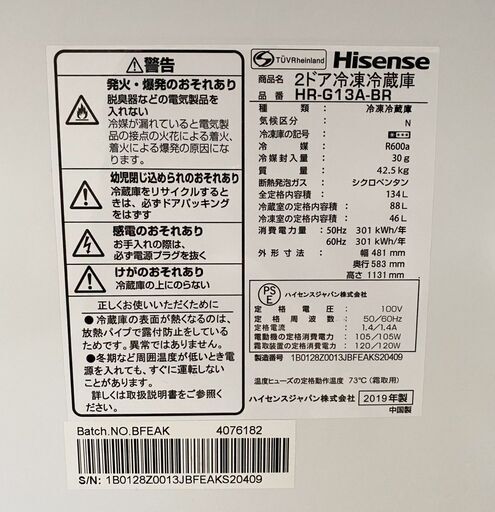 警告
発火・爆発のおそれあり
脱臭器などの電気製品を
入れない
冷媒が漏れていると電気製
品の接点の火花による着火、
着火による爆発の原因になり
ます
幼児閉じ込められのおそれあり
冷蔵庫をリサイクルすると
きは、必ずドアパッキング
をはずす
感電のおそれあり
お手入れの際は、
必ず電源プラグを抜く
けがのおそれあり
冷却回路に穴をあけない
正しくお使いいただくために
●冷蔵庫の表面が熱くなるのは、
放熱パイプで露付防止をしている
ためです。異常ではありません。
●冬期など周囲温度が低いとき電
源を入れても、すぐに運転しない
ことがあります。
詳しくは取扱説明書をご参照くだ
さい。
TÜVRheinland
Hisense
商品名 2ドア冷凍冷蔵庫
品番 HR-G13A-BR
種類: 冷凍冷蔵庫
気候区分: N
冷凍庫の記号:
冷媒: R600a
冷媒封入量: 30g
質量: 42.5kg
断熱発泡ガス: シクロペンタン
全定格内容積: 134L
冷蔵室の定格内容積: 88L
冷凍室の定格内容積: 46L
消費電力量: 50Hz 301kWh/年
60Hz 301kWh/年
外形寸法: 幅 481 mm
奥行 583 mm
高さ 1131 mm
PS
E
ハイセンスジャパン株式会社
定格電圧: 100V
定格周波数: 50/60Hz
定格電流: 1.4/1.4A
電動機の定格消費電力: 105/105W
霜取装置の定格消費電力: 120/120W
製造番号: 1B0128Z0013JBFEAKS20409
温度ヒューズの定格動作温度 73℃(霜取用)
ハイセンスジャパン株式会社 2019年製
中国製
Batch.NO.BFEAK 4076182
S/N: 1B0128Z0013JBFEAKS20409